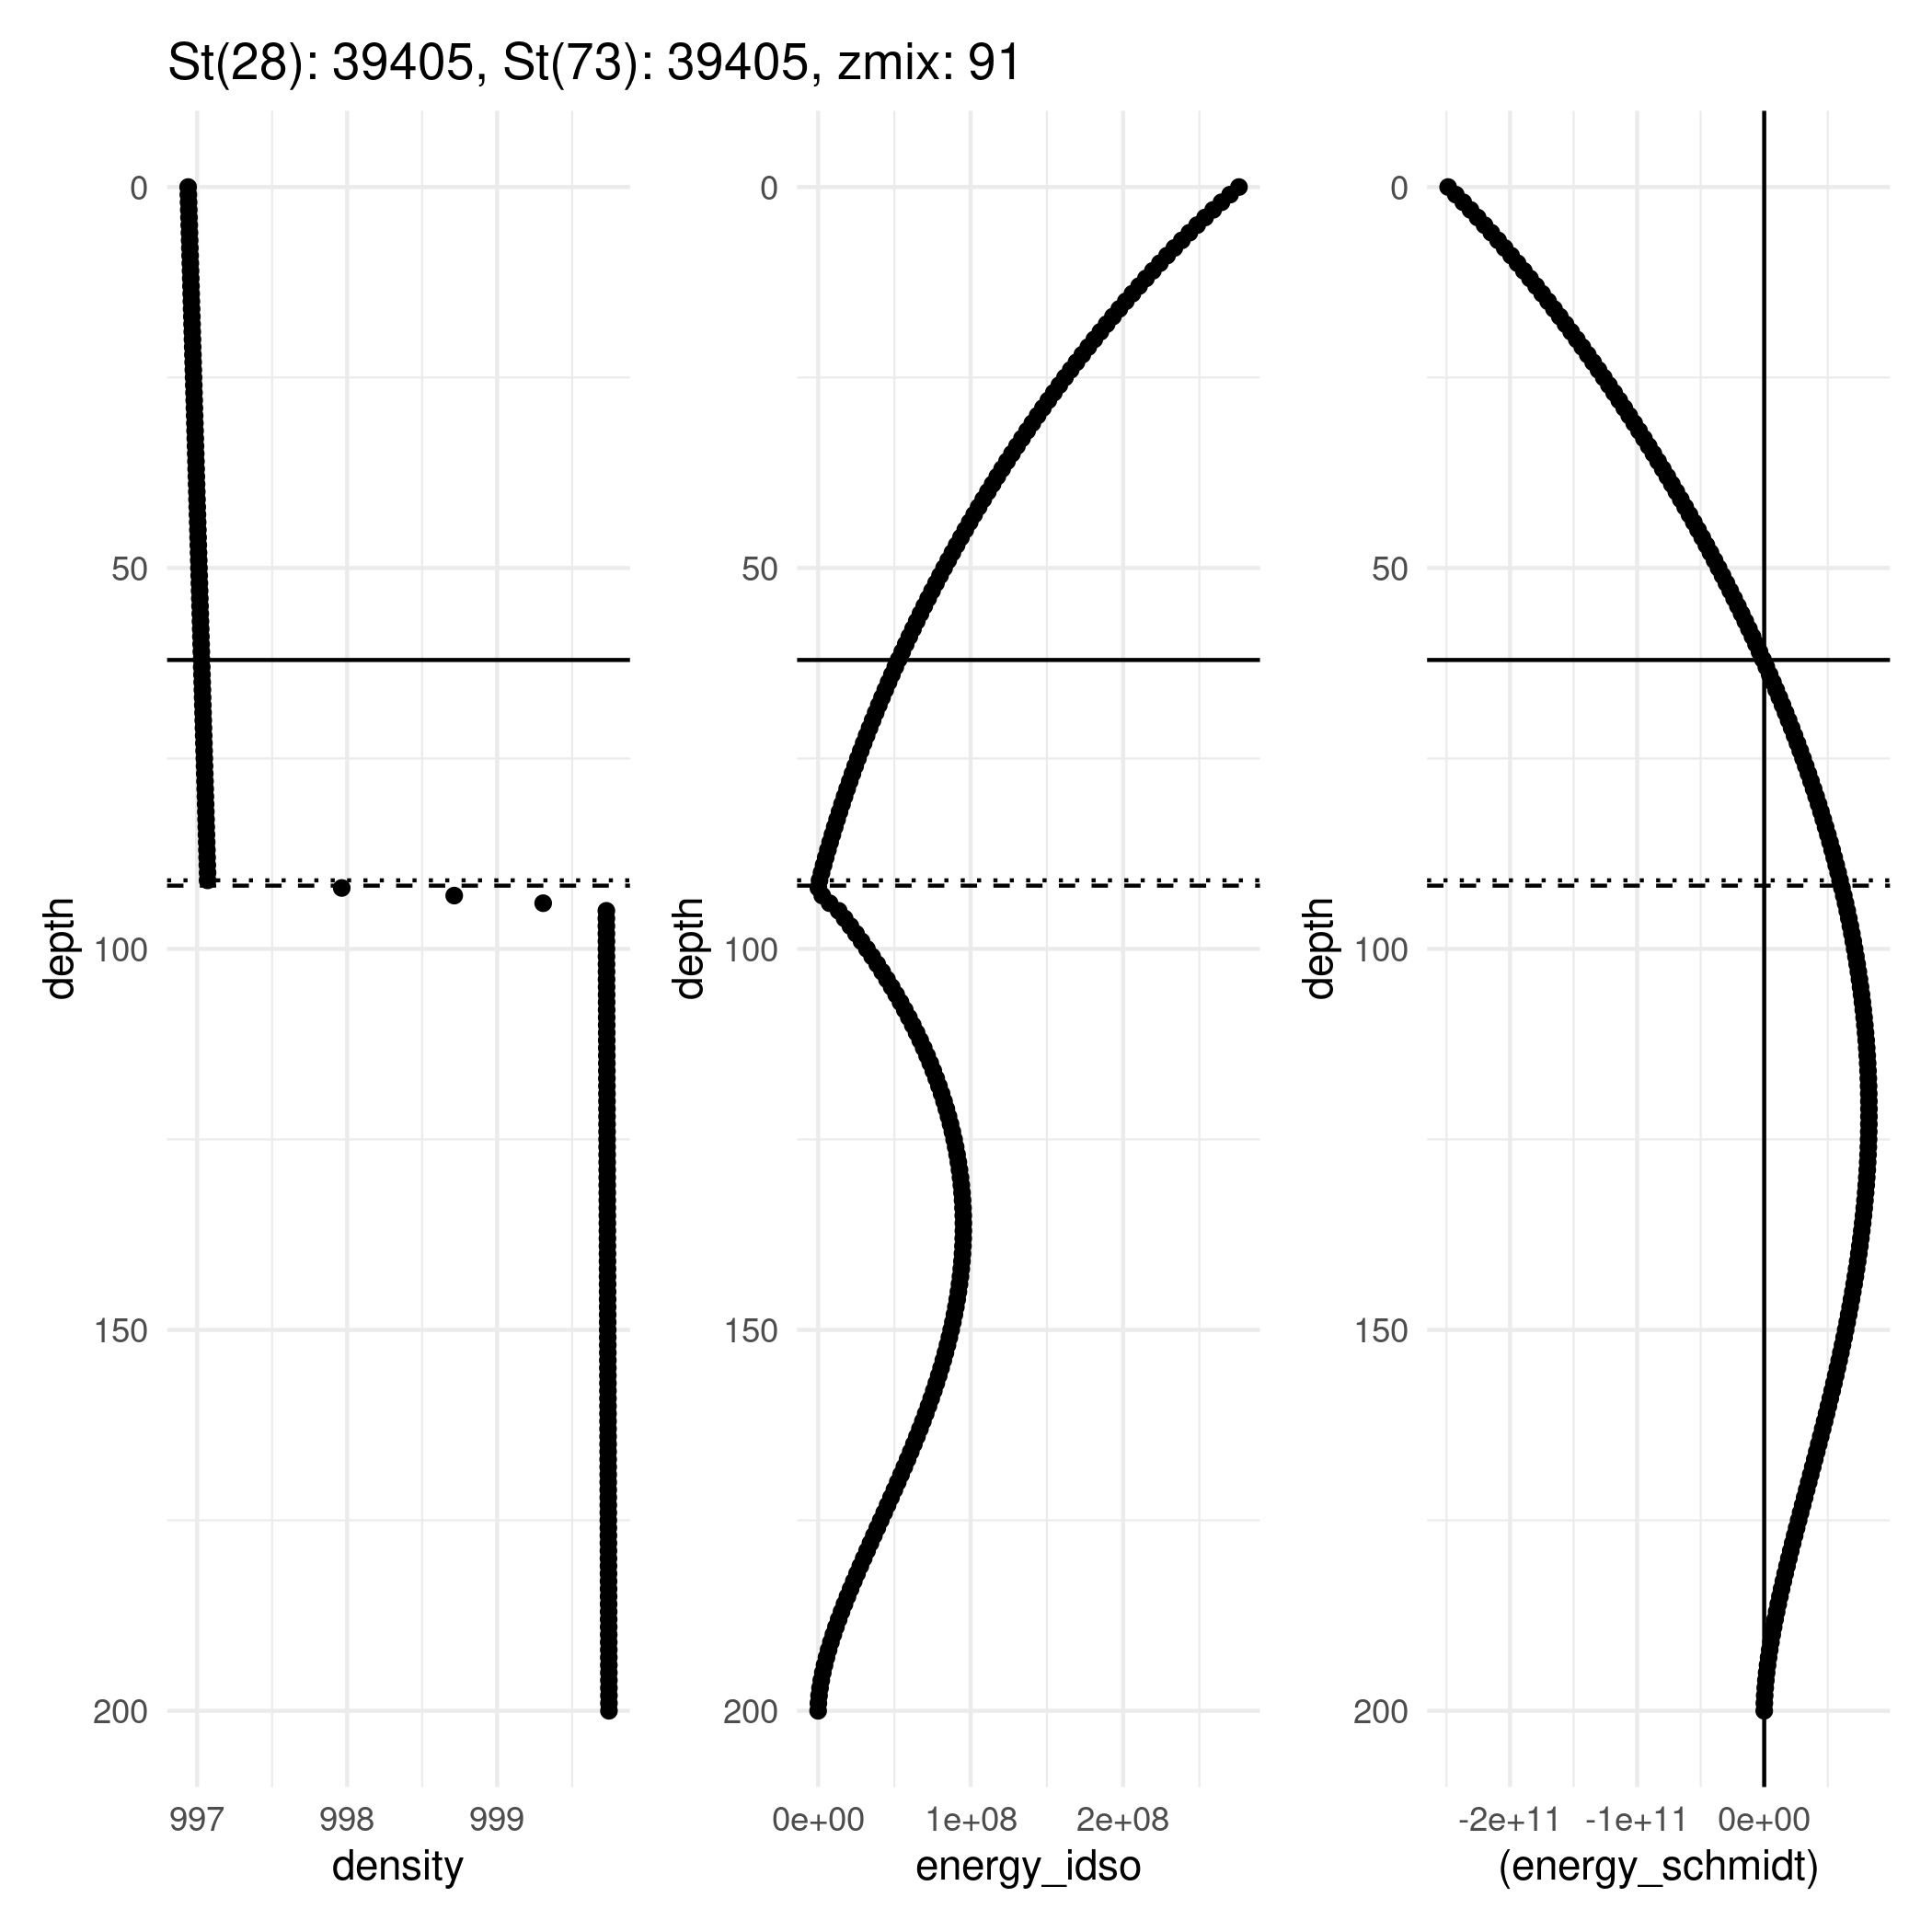 St(28): 39405, St(73): 39405, zmix: 91
0
50
100
150
200
depth
997
998
999
density
0
50
100
150
200
depth
0e+00
1e+08
2e+08
energy_idso
0
50
100
150
200
depth
-2e+11
-1e+11
0e+00
(energy_schmidt)